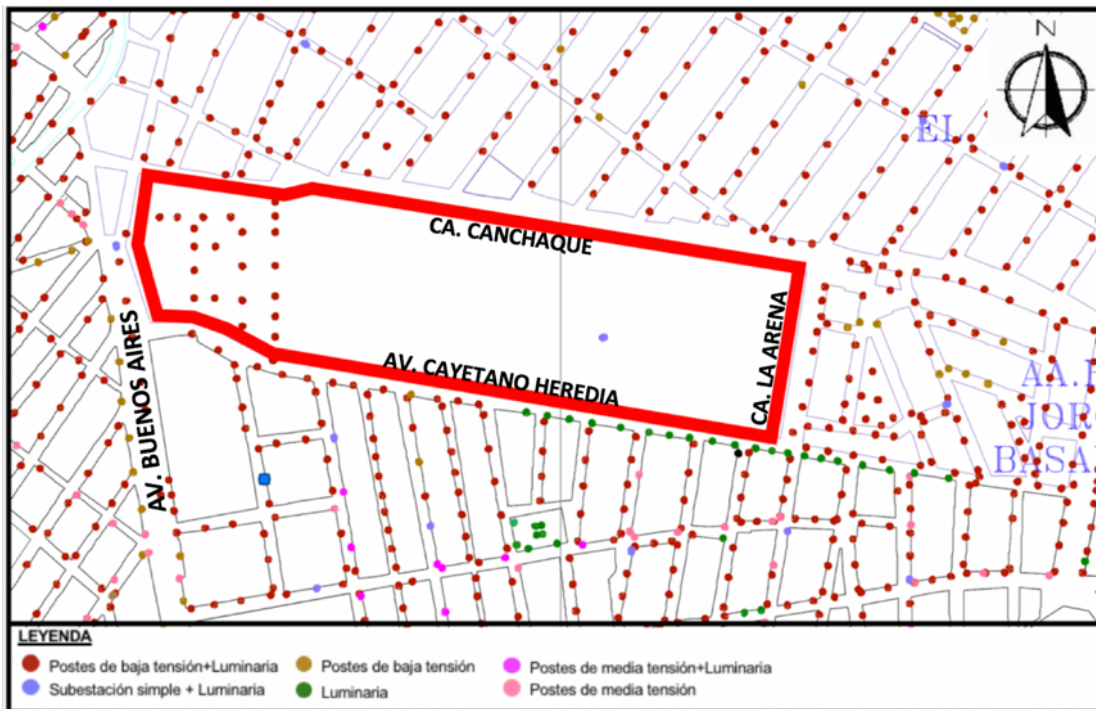 N
EL
CA. CANCHAQUE
CA. LA ARENA
AV. CAYETANO HEREDIA
AV. BUENOS AIRES
AA.
JOR
BASA
LEYENDA
Postes de baja tensión+Luminaria
Postes de baja tensión
Postes de media tensión+Luminaria
Subestación simple + Luminaria
Luminaria
Postes de media tensión